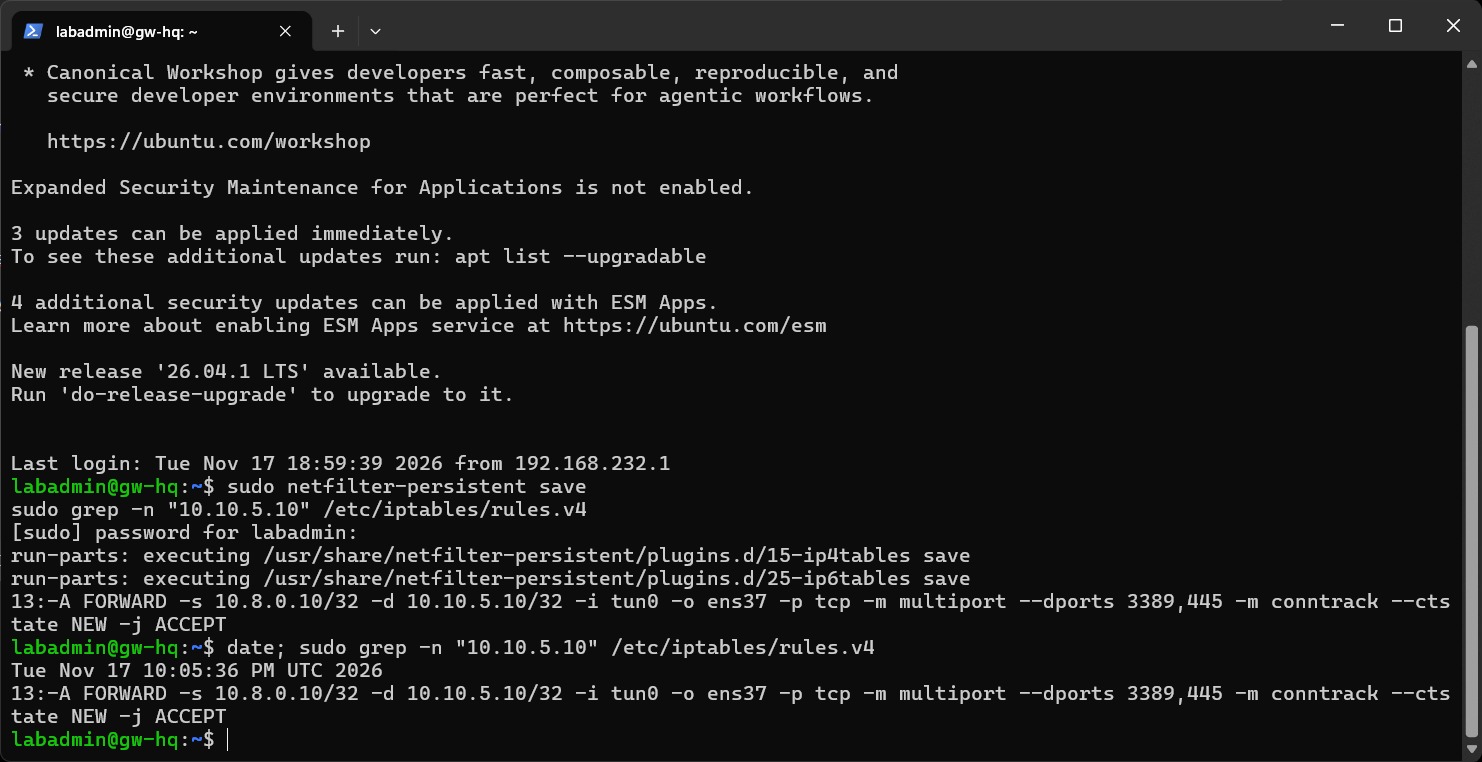 labadmin@gw-hq: ~
* Canonical Workshop gives developers fast, composable, reproducible, and
secure developer environments that are perfect for agentic workflows.
https://ubuntu.com/workshop
Expanded Security Maintenance for Applications is not enabled.
3 updates can be applied immediately.
To see these additional updates run: apt list --upgradable
4 additional security updates can be applied with ESM Apps.
Learn more about enabling ESM Apps service at https://ubuntu.com/esm
New release '26.04.1 LTS' available.
Run 'do-release-upgrade' to upgrade to it.
Last login: Tue Nov 17 18:59:39 2026 from 192.168.232.1
labadmin@gw-hq:~$ sudo netfilter-persistent save
sudo grep -n "10.10.5.10" /etc/iptables/rules.v4
[sudo] password for labadmin:
run-parts: executing /usr/share/netfilter-persistent/plugins.d/15-ip4tables save
run-parts: executing /usr/share/netfilter-persistent/plugins.d/25-ip6tables save
13:-A FORWARD -s 10.8.0.10/32 -d 10.10.5.10/32 -i tun0 -o ens37 -p tcp -m multiport --dports 3389,445 -m conntrack --cts
tate NEW -j ACCEPT
labadmin@gw-hq:~$ date; sudo grep -n "10.10.5.10" /etc/iptables/rules.v4
Tue Nov 17 10:05:36 PM UTC 2026
13:-A FORWARD -s 10.8.0.10/32 -d 10.10.5.10/32 -i tun0 -o ens37 -p tcp -m multiport --dports 3389,445 -m conntrack --cts
tate NEW -j ACCEPT
labadmin@gw-hq:~$